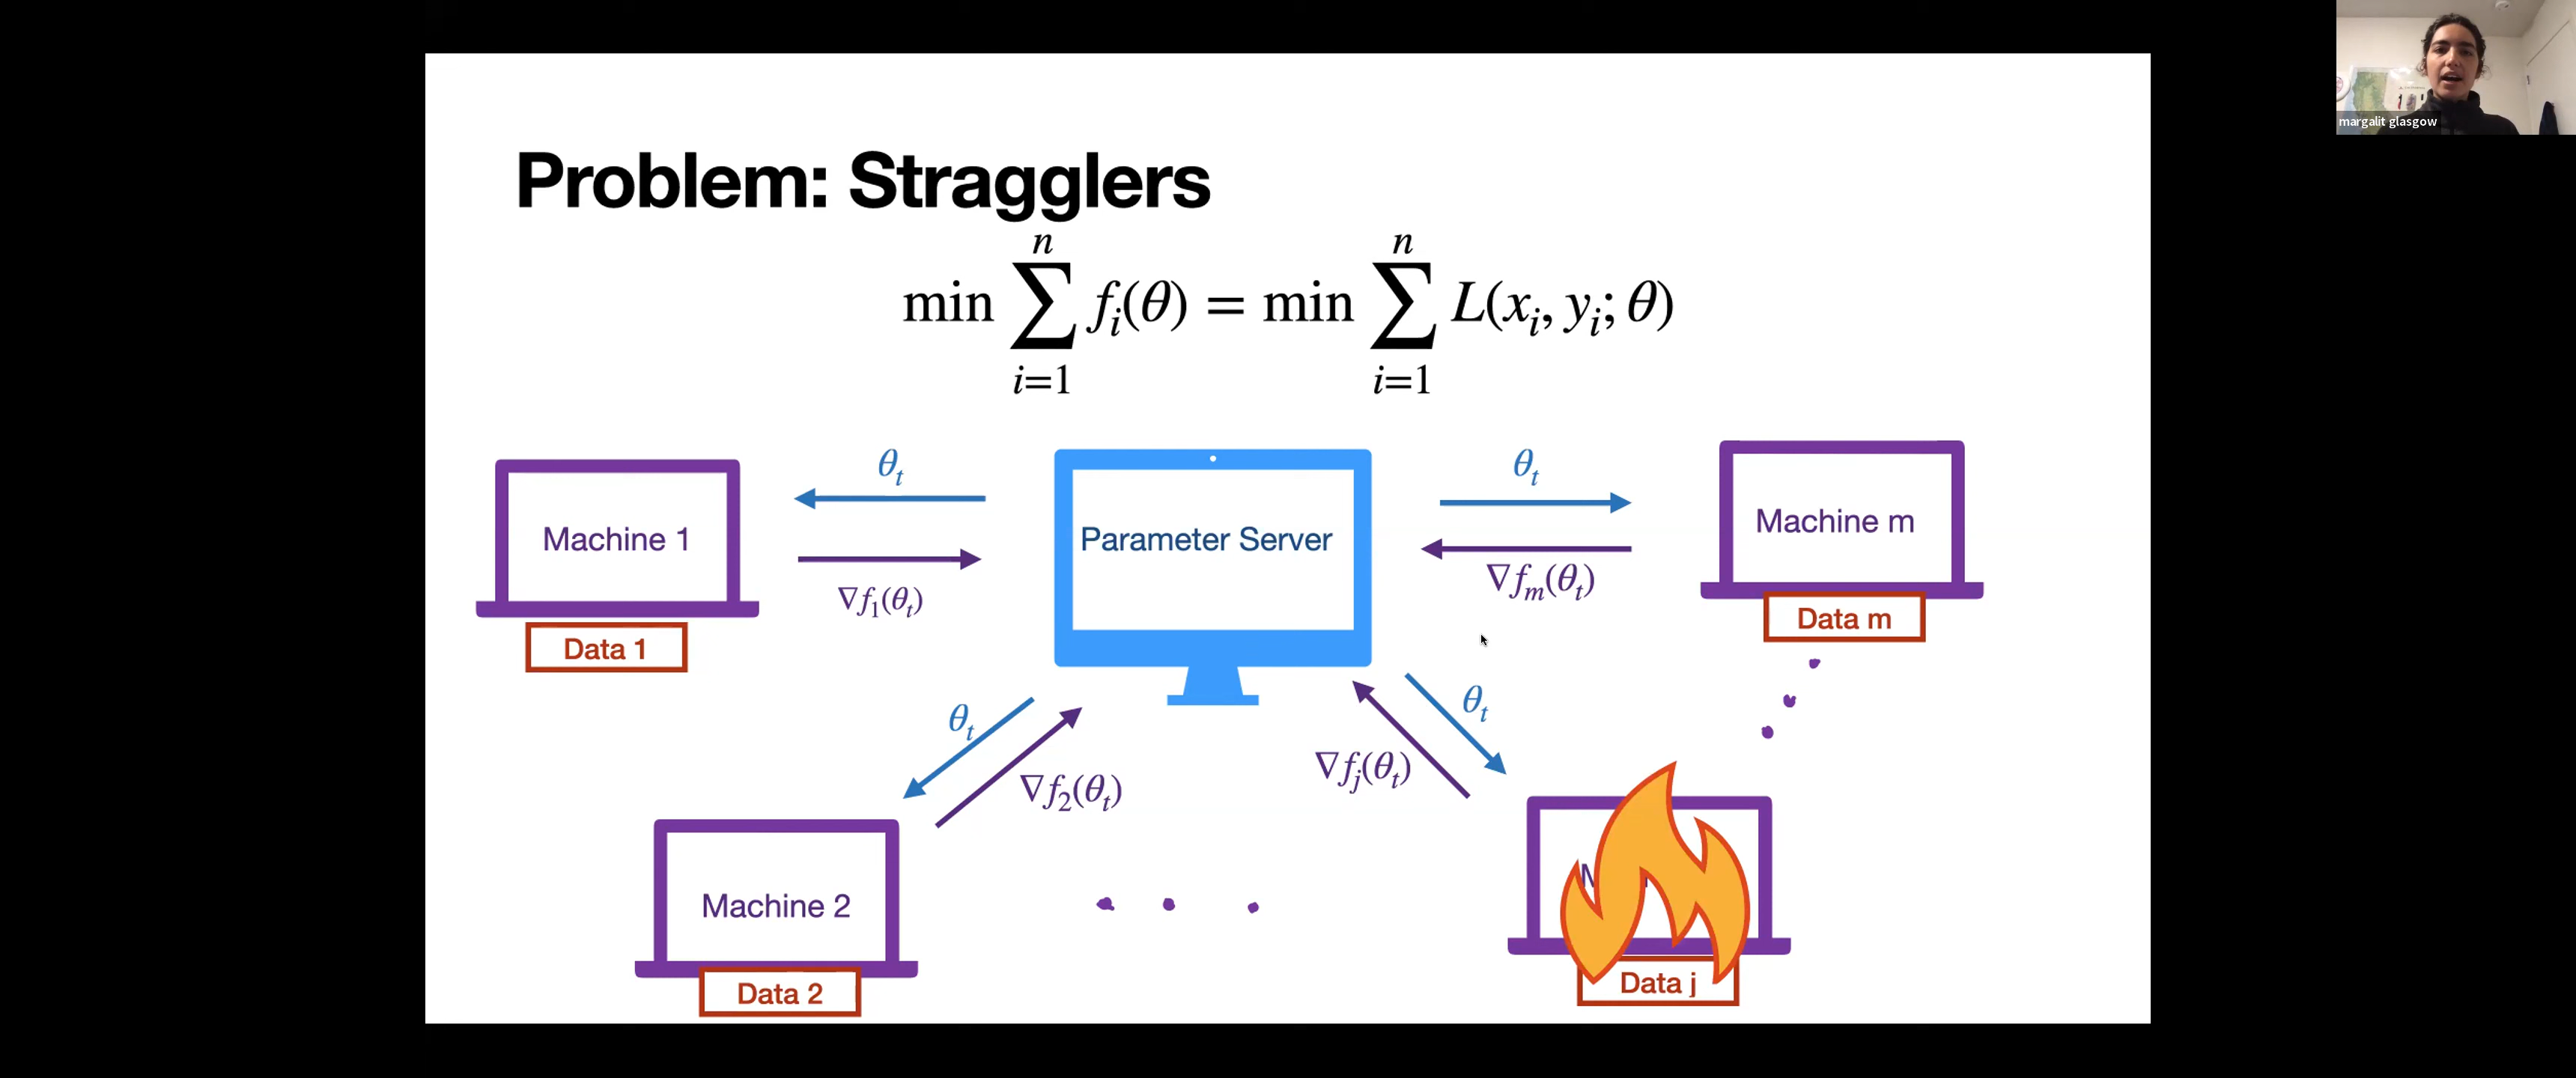 margalit glasgow
Problem: Stragglers
min ∑_{i=1}^{n} f_i(θ) = min ∑_{i=1}^{n} L(x_i, y_i; θ)
θ_t
θ_t
Machine 1
Parameter Server
Machine m
∇f_1(θ_t)
∇f_m(θ_t)
Data 1
Data m
θ_t
θ_t
∇f_2(θ_t)
∇f_j(θ_t)
Machine 2
Data 2
Data j